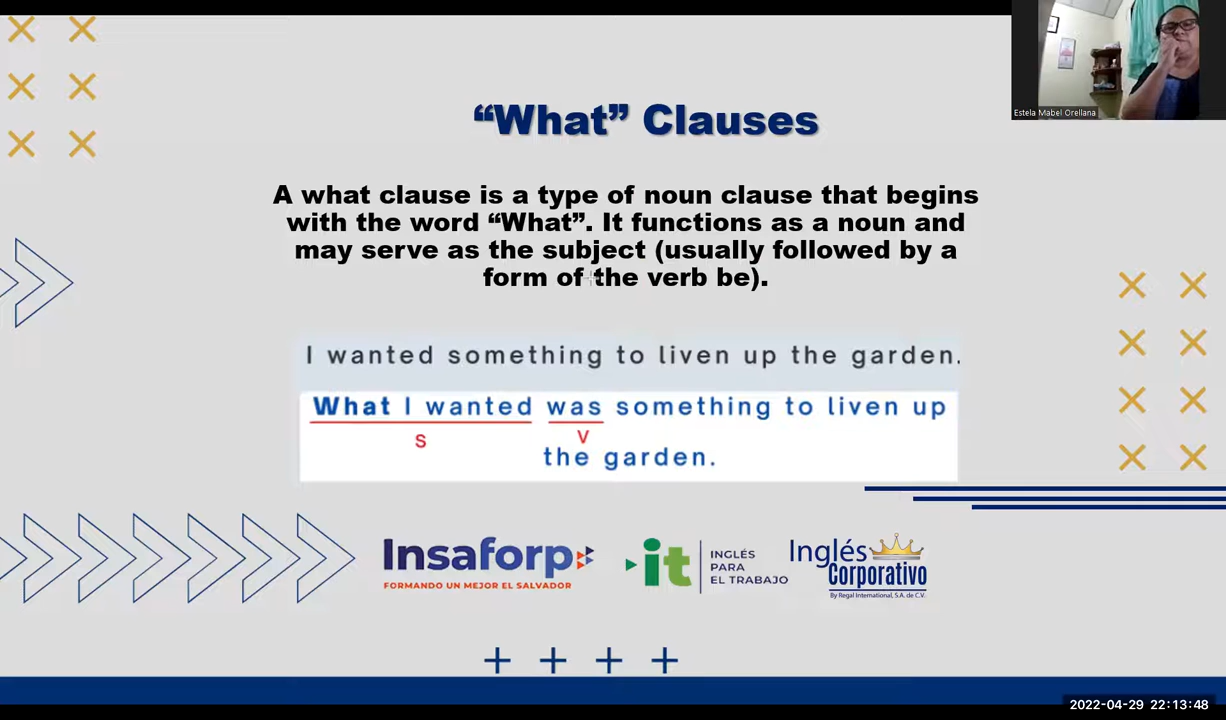 Estela Mabel Orellana
“What” Clauses
A what clause is a type of noun clause that begins
with the word “What”. It functions as a noun and
may serve as the subject (usually followed by a
form of the verb be).
I wanted something to liven up the garden.
What I wanted was something to liven up
S V
the garden.
Insaforp
FORMANDO UN MEJOR EL SALVADOR
it
INGLÉS
PARA
EL TRABAJO
Inglés
Corporativo
By Regal International, S.A. de C.V.
2022-04-29 22:13:48